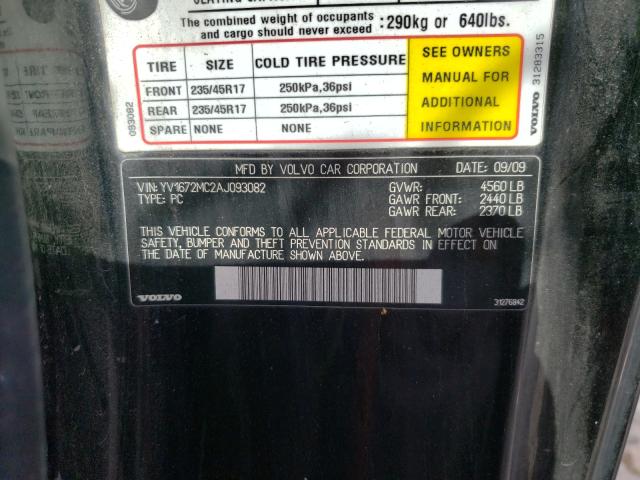 The combined weight of occupants
and cargo should never exceed :290kg or 640lbs.
TIRE SIZE COLD TIRE PRESSURE
FRONT 235/45R17 250kPa,36psi
REAR 235/45R17 250kPa,36psi
SPARE NONE NONE
SEE OWNERS
MANUAL FOR
ADDITIONAL
INFORMATION
093082
VOLVO 31283315
MFD BY VOLVO CAR CORPORATION DATE: 09/09
VIN: YV1672MC2AJ093082 GVWR: 4560 LB
TYPE: PC GAWR FRONT: 2440 LB
GAWR REAR: 2370 LB
THIS VEHICLE CONFORMS TO ALL APPLICABLE FEDERAL MOTOR VEHICLE
SAFETY, BUMPER AND THEFT PREVENTION STANDARDS IN EFFECT ON
THE DATE OF MANUFACTURE SHOWN ABOVE.
VOLVO 31276842